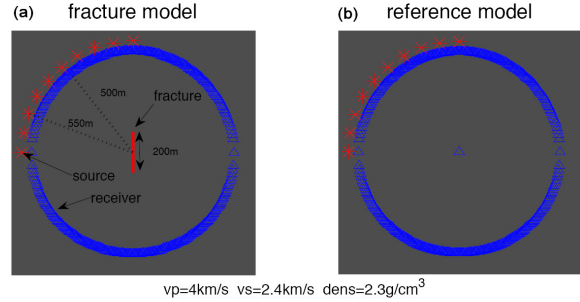 (a) fracture model
(b) reference model
500m
fracture
550m
200m
source
receiver
vp=4km/s vs=2.4km/s dens=2.3g/cm³